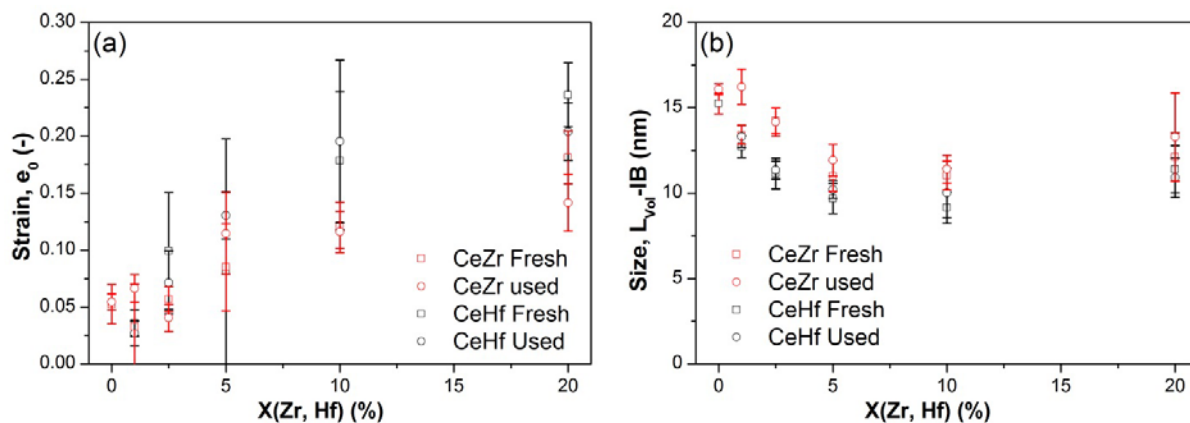 (a)
0.30
0.25
0.20
0.15
0.10
0.05
0.00
Strain, e0 (-)
0 5 10 15 20
X(Zr, Hf) (%)
CeZr Fresh
CeZr used
CeHf Fresh
CeHf Used
(b)
20
15
10
5
0
Size, LVol-IB (nm)
0 5 10 15 20
X(Zr, Hf) (%)
CeZr Fresh
CeZr used
CeHf Fresh
CeHf Used